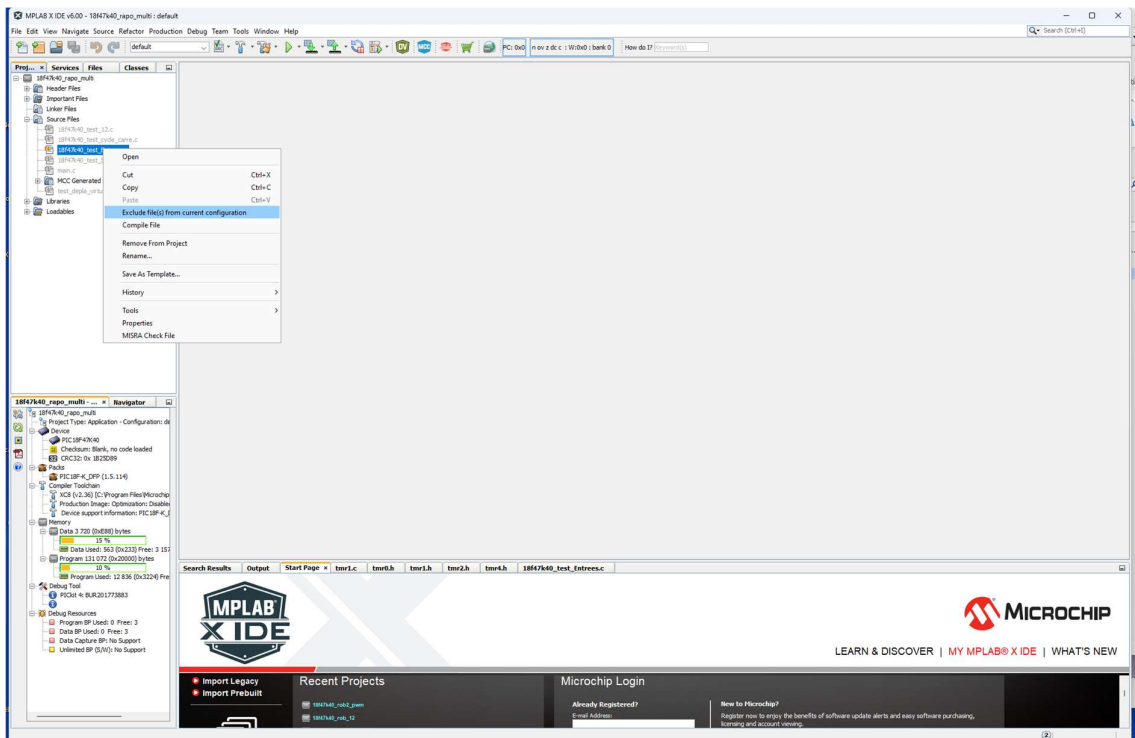 MPLAB X IDE v6.00 - 18f47k40_rapo_multi : default
File Edit View Navigate Source Refactor Production Debug Team Tools Window Help
Search (Ctrl+I)
default
PC: 0x0
n ov z dc c : W:0x0 : bank 0
How do I?
Proj... Services Files Classes
18f47k40_rapo_multi
Header Files
Important Files
Linker Files
Source Files
18f47k40_test_12.c
18f47k40_test_cycle_carre.c
18f47k40_test_
18f47k40_test_
main.c
MCC Generated
test_depla_virtu
Libraries
Loadables
Open
Cut Ctrl+X
Copy Ctrl+C
Paste Ctrl+V
Exclude file(s) from current configuration
Compile File
Remove From Project
Rename...
Save As Template...
History
Tools
Properties
MISRA Check File
18f47k40_rapo_multi - ... Navigator
18f47k40_rapo_multi
Project Type: Application - Configuration: de
Device
PIC18F47K40
Checksum: Blank, no code loaded
CRC32: 0x 1B25D89
Packs
PIC18F-K_DFP (1.5.114)
Compiler Toolchain
XC8 (v2.36) [C:\Program Files\Microchip
Production Image: Optimization: Disable
Device support information: PIC18F-K_
Memory
Data 3 720 (0xE88) bytes
15 %
Data Used: 563 (0x233) Free: 3 157
Program 131 072 (0x20000) bytes
10 %
Program Used: 12 836 (0x3224) Fre
Debug Tool
PICkit 4: BUR201773883
Debug Resources
Program BP Used: 0 Free: 3
Data BP Used: 0 Free: 3
Data Capture BP: No Support
Unlimited BP (S/W): No Support
Search Results Output Start Page tmr1.c tmr0.h tmr1.h tmr2.h tmr4.h 18f47k40_test_Entrees.c
MPLAB
X IDE
MICROCHIP
LEARN & DISCOVER | MY MPLAB® X IDE | WHAT'S NEW
Import Legacy
Import Prebuilt
Recent Projects
18f47k40_rob2_pwm
18f47k40_rob_12
Microchip Login
Already Registered?
E-mail Address:
New to Microchip?
Register now to enjoy the benefits of software update alerts and easy software purchasing,
licensing and account viewing.
(2)